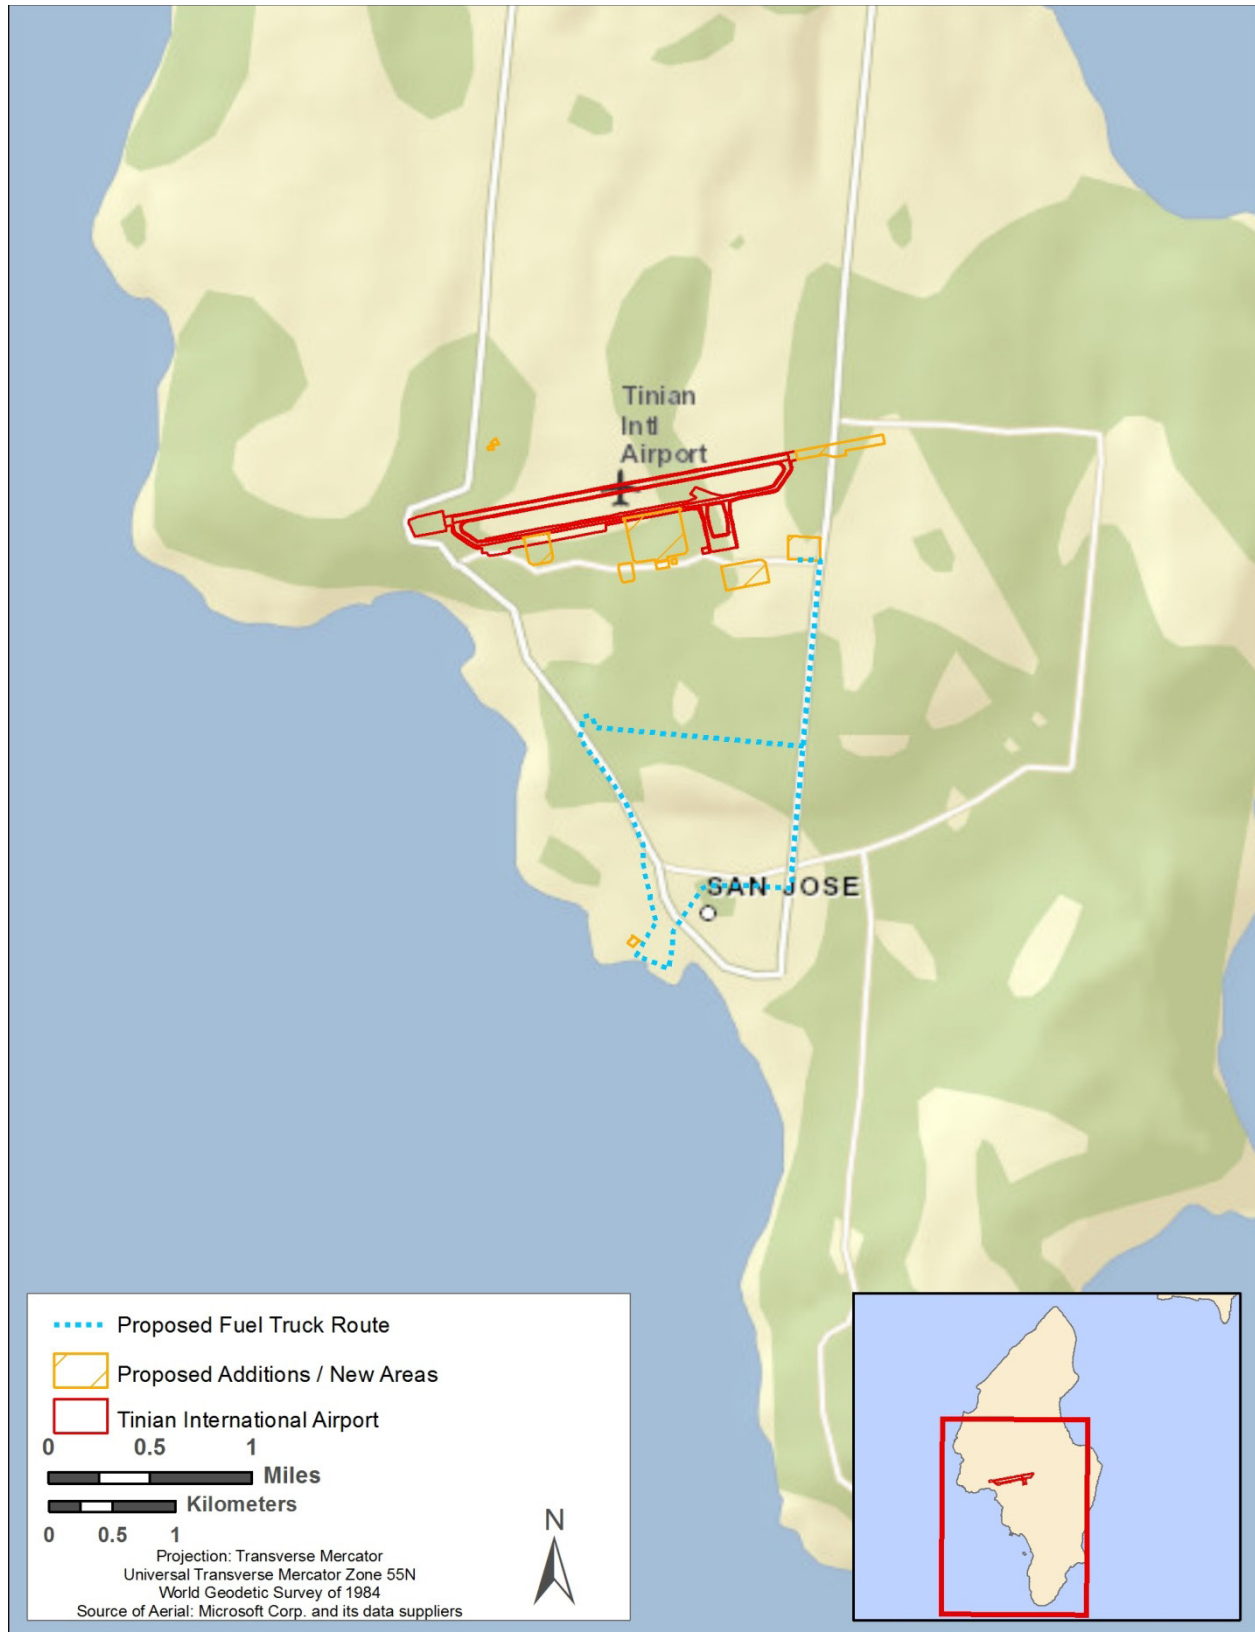 Tinian
Intl
Airport
SAN JOSE
Proposed Fuel Truck Route
Proposed Additions / New Areas
Tinian International Airport
0 0.5 1
Miles
Kilometers
0 0.5 1
Projection: Transverse Mercator
Universal Transverse Mercator Zone 55N
World Geodetic Survey of 1984
Source of Aerial: Microsoft Corp. and its data suppliers
N